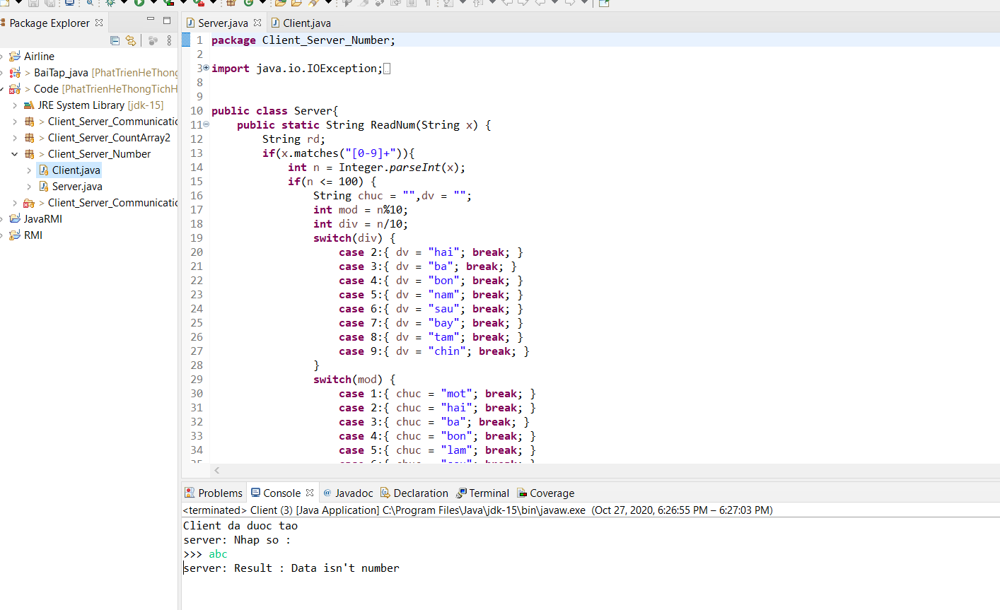 Package Explorer
Airline
> BaiTap_java [PhatTrienHeThong
> Code [PhatTrienHeThongTichH
JRE System Library [jdk-15]
> Client_Server_Communicatio
> Client_Server_CountArray2
> Client_Server_Number
Client.java
Server.java
> Client_Server_Communicatio
JavaRMI
RMI
Server.java Client.java
1 package Client_Server_Number;
2
3 import java.io.IOException;
8
9
10 public class Server{
11 public static String ReadNum(String x) {
12 String rd;
13 if(x.matches("[0-9]+")){
14 int n = Integer.parseInt(x);
15 if(n <= 100) {
16 String chuc = "",dv = "";
17 int mod = n%10;
18 int div = n/10;
19 switch(div) {
20 case 2:{ dv = "hai"; break; }
21 case 3:{ dv = "ba"; break; }
22 case 4:{ dv = "bon"; break; }
23 case 5:{ dv = "nam"; break; }
24 case 6:{ dv = "sau"; break; }
25 case 7:{ dv = "bay"; break; }
26 case 8:{ dv = "tam"; break; }
27 case 9:{ dv = "chin"; break; }
28 }
29 switch(mod) {
30 case 1:{ chuc = "mot"; break; }
31 case 2:{ chuc = "hai"; break; }
32 case 3:{ chuc = "ba"; break; }
33 case 4:{ chuc = "bon"; break; }
34 case 5:{ chuc = "lam"; break; }
Problems Console Javadoc Declaration Terminal Coverage
<terminated> Client (3) [Java Application] C:\Program Files\Java\jdk-15\bin\javaw.exe (Oct 27, 2020, 6:26:55 PM – 6:27:03 PM)
Client da duoc tao
server: Nhap so :
>>> abc
server: Result : Data isn't number